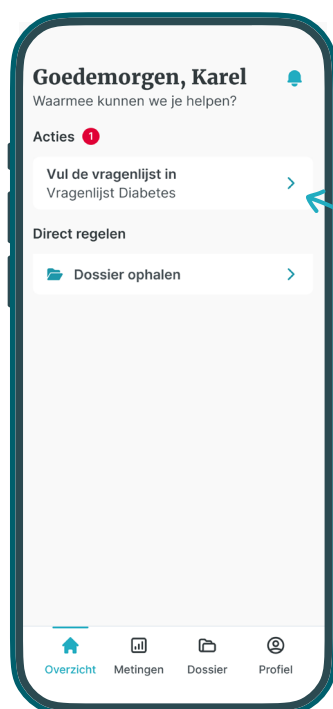 Goedemorgen, Karel
Waarmee kunnen we je helpen?
Acties 1
Vul de vragenlijst in
Vragenlijst Diabetes
Direct regelen
Dossier ophalen
Overzicht Metingen Dossier Profiel